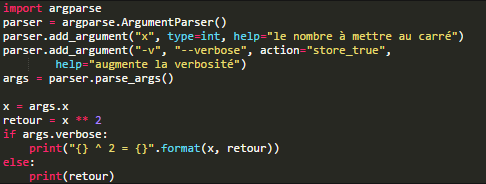 import argparse
parser = argparse.ArgumentParser()
parser.add_argument("x", type=int, help="le nombre à mettre au carré")
parser.add_argument("-v", "--verbose", action="store_true",
        help="augmente la verbosité")
args = parser.parse_args()

x = args.x
retour = x ** 2
if args.verbose:
    print("{} ^ 2 = {}".format(x, retour))
else:
    print(retour)